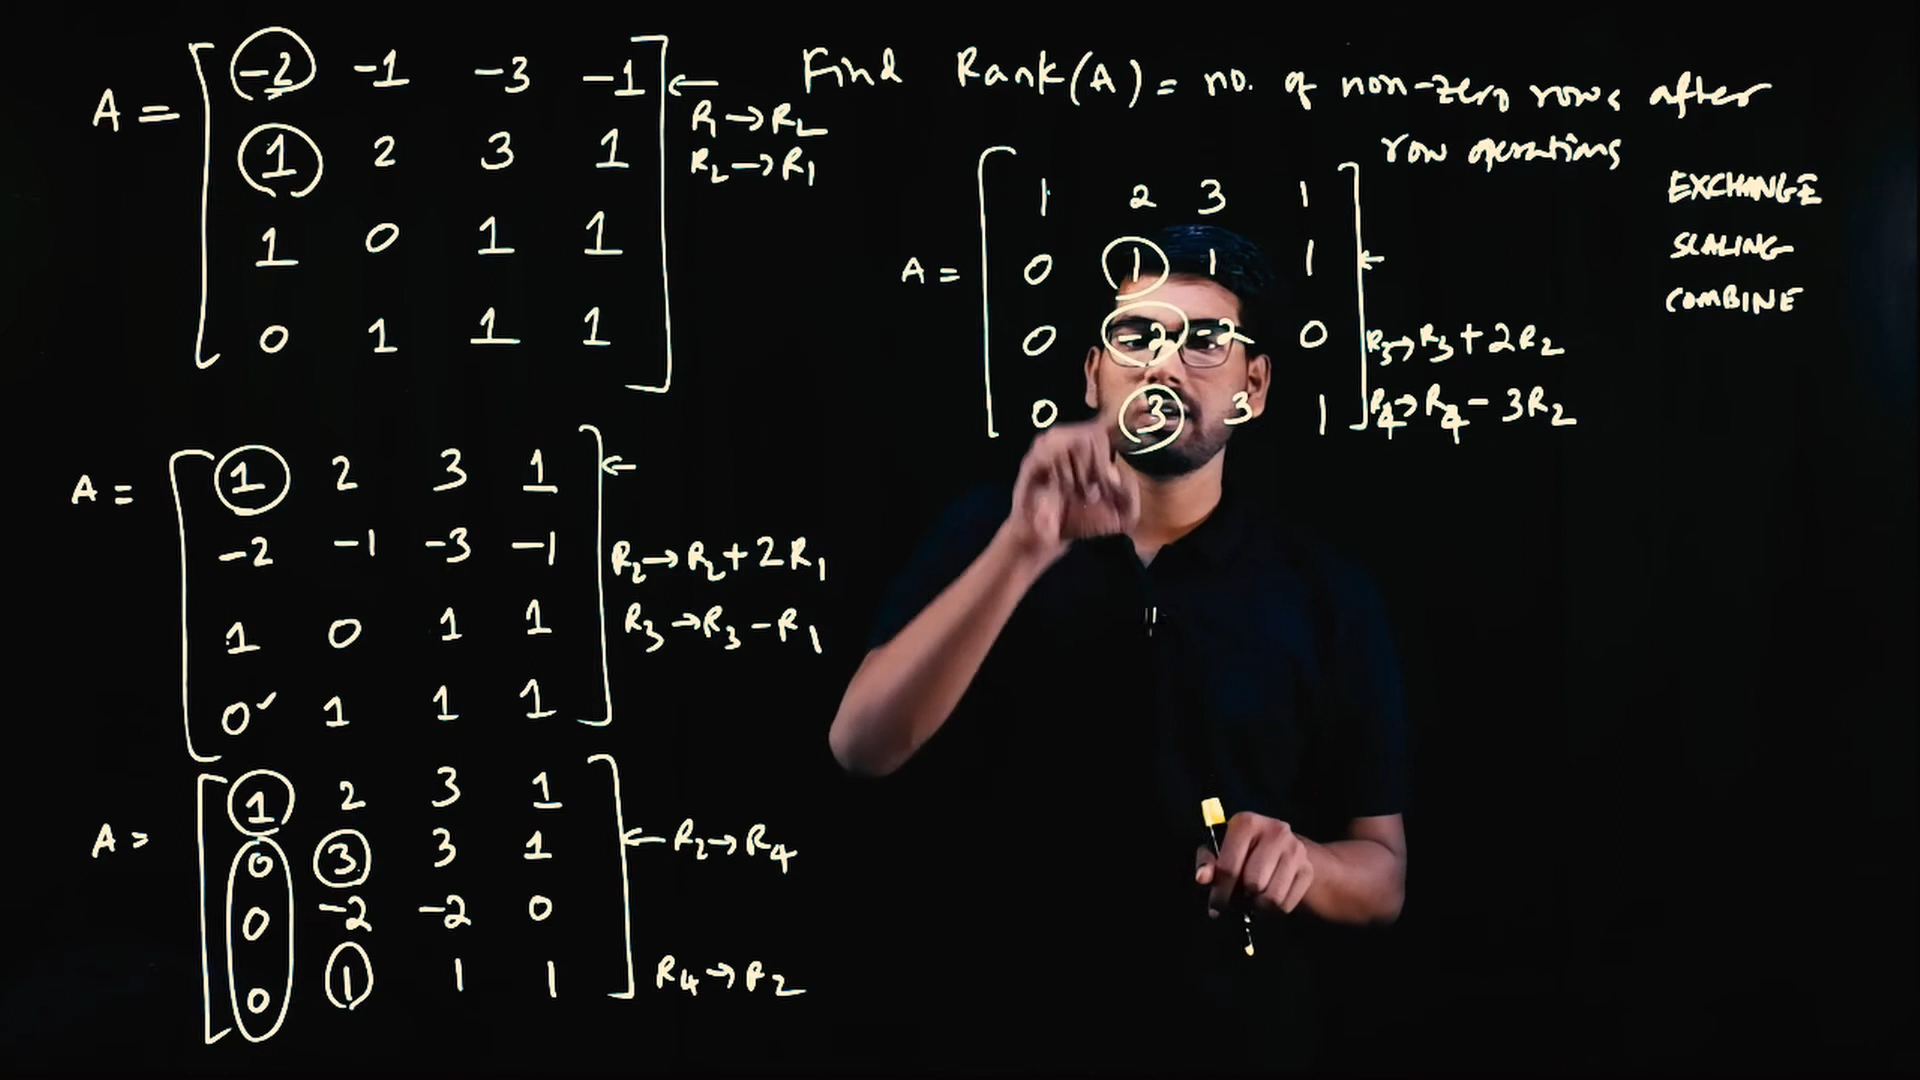 A = [ -2 -1 -3 -1 ] ←
1 2 3 1 R1 → R2
R2 → R1
1 0 1 1
0 1 1 1
Find Rank(A) = no. of non-zero rows after
row operations
EXCHANGE
SCALING
COMBINE
A = [ 1 2 3 1 ] ←
-2 -1 -3 -1 R2 → R2 + 2R1
1 0 1 1 R3 → R3 - R1
0✓ 1 1 1
A = [ 1 2 3 1 ]
0 3 3 1 ← R2 → R4
0 -2 -2 0
0 1 1 1 R4 → R2
A = [ 1 2 3 1 ]
0 1 1 1 ←
0 -2 -2 0 R3 → R3 + 2R2
0 3 3 1 R4 → R4 - 3R2